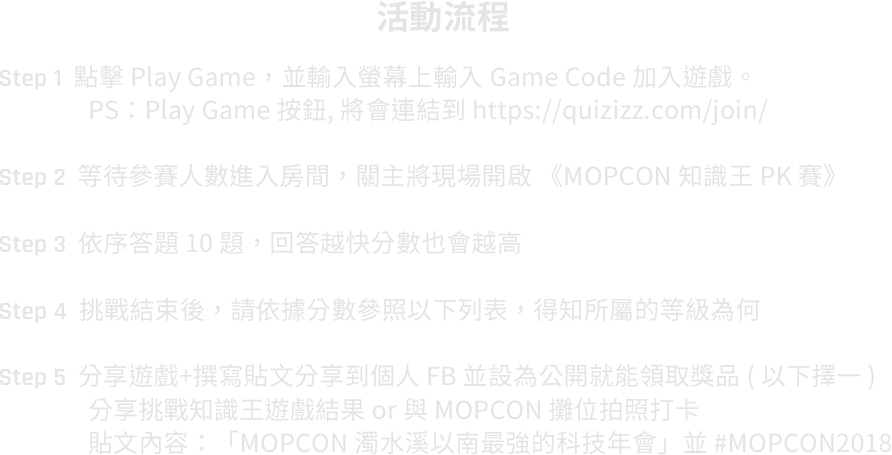 活動流程
Step 1 點擊 Play Game，並輸入螢幕上輸入 Game Code 加入遊戲。
PS：Play Game 按鈕, 將會連結到 https://quizizz.com/join/
Step 2 等待參賽人數進入房間，關主將現場開啟 《MOPCON 知識王 PK 賽》
Step 3 依序答題 10 題，回答越快分數也會越高
Step 4 挑戰結束後，請依據分數參照以下列表，得知所屬的等級為何
Step 5 分享遊戲+撰寫貼文分享到個人 FB 並設為公開就能領取獎品 ( 以下擇一 )
分享挑戰知識王遊戲結果 or 與 MOPCON 攤位拍照打卡
貼文內容：「MOPCON 濁水溪以南最強的科技年會」並 #MOPCON2018